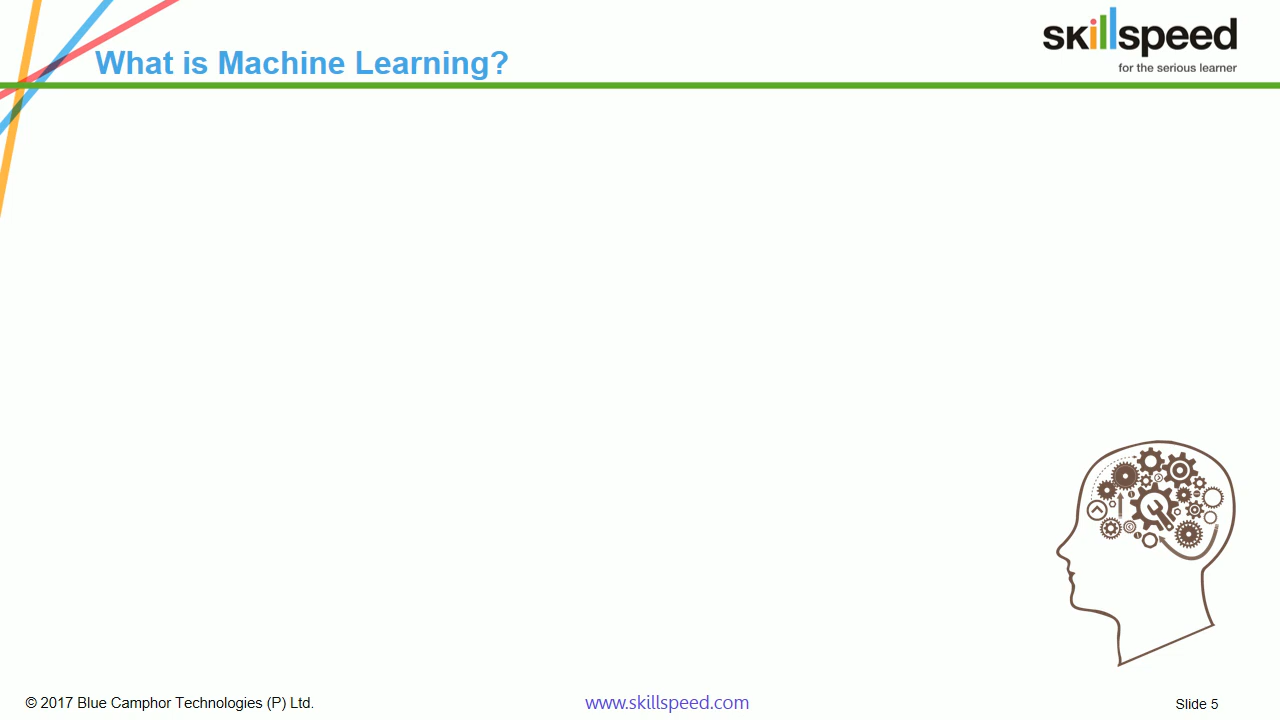 What is Machine Learning?
skillspeed
for the serious learner
© 2017 Blue Camphor Technologies (P) Ltd.
www.skillspeed.com
Slide 5